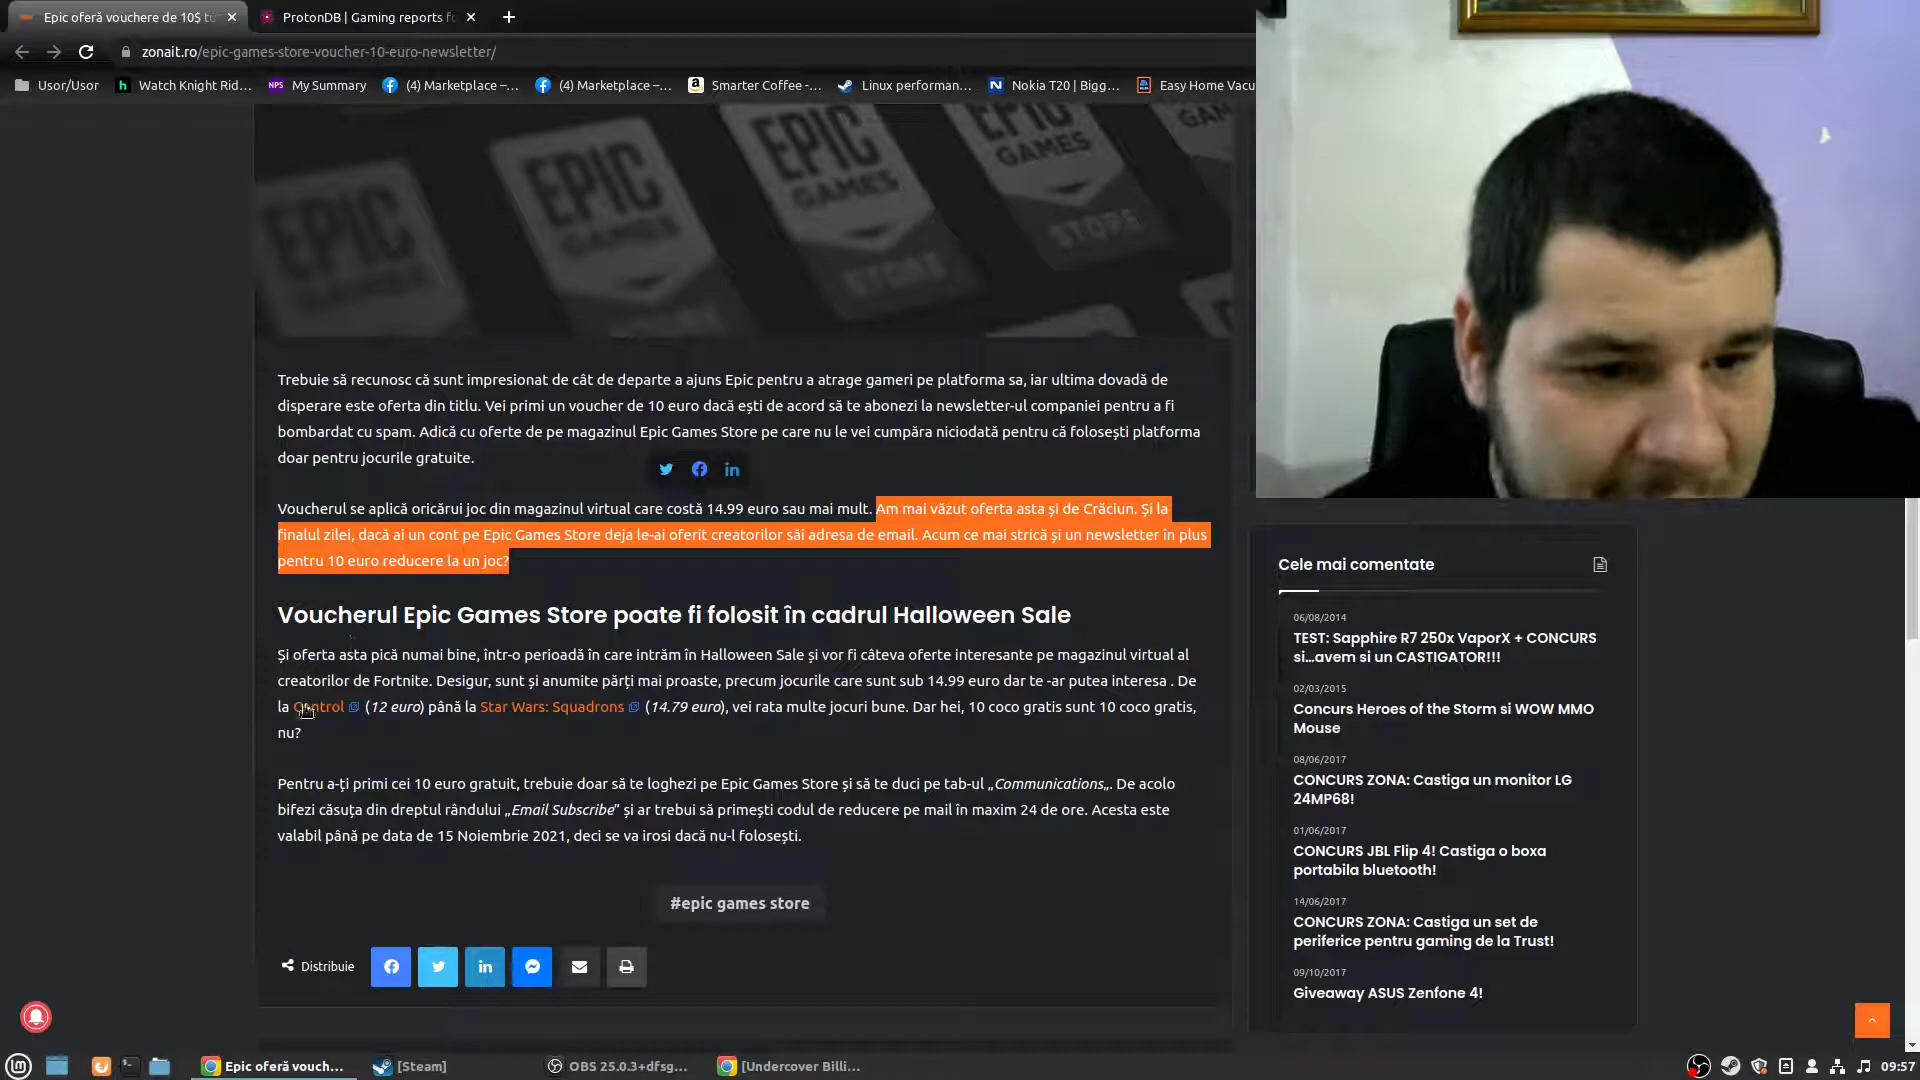 Epic oferă vouchere de 10$ tu
ProtonDB | Gaming reports fo
zonait.ro/epic-games-store-voucher-10-euro-newsletter/
Usor/Usor
Watch Knight Rid...
NPS My Summary
(4) Marketplace –...
(4) Marketplace –...
Smarter Coffee -...
Linux performan...
Nokia T20 | Bigg...
Easy Home Vacu
EPIC GAMES
EPIC GAMES
EPIC GAMES STORE
EPIC GAMES STORE
GAM
STORE
Trebuie să recunosc că sunt impresionat de cât de departe a ajuns Epic pentru a atrage gameri pe platforma sa, iar ultima dovadă de
disperare este oferta din titlu. Vei primi un voucher de 10 euro dacă ești de acord să te abonezi la newsletter-ul companiei pentru a fi
bombardat cu spam. Adică cu oferte de pe magazinul Epic Games Store pe care nu le vei cumpăra niciodată pentru că folosești platforma
doar pentru jocurile gratuite.
Voucherul se aplică oricărui joc din magazinul virtual care costă 14.99 euro sau mai mult. Am mai văzut oferta asta și de Crăciun. Și la
finalul zilei, dacă ai un cont pe Epic Games Store deja le-ai oferit creatorilor săi adresa de email. Acum ce mai strică și un newsletter în plus
pentru 10 euro reducere la un joc?
Voucherul Epic Games Store poate fi folosit în cadrul Halloween Sale
Și oferta asta pică numai bine, într-o perioadă în care intrăm în Halloween Sale și vor fi câteva oferte interesante pe magazinul virtual al
creatorilor de Fortnite. Desigur, sunt și anumite părți mai proaste, precum jocurile care sunt sub 14.99 euro dar te -ar putea interesa . De
la Control (12 euro) până la Star Wars: Squadrons (14.79 euro), vei rata multe jocuri bune. Dar hei, 10 coco gratis sunt 10 coco gratis,
nu?
Pentru a-ți primi cei 10 euro gratuit, trebuie doar să te loghezi pe Epic Games Store și să te duci pe tab-ul „Communications„. De acolo
bifezi căsuța din dreptul rândului „Email Subscribe” și ar trebui să primești codul de reducere pe mail în maxim 24 de ore. Acesta este
valabil până pe data de 15 Noiembrie 2021, deci se va irosi dacă nu-l folosești.
#epic games store
Distribuie
Cele mai comentate
06/08/2014
TEST: Sapphire R7 250x VaporX + CONCURS
si...avem si un CASTIGATOR!!!
02/03/2015
Concurs Heroes of the Storm si WOW MMO
Mouse
08/06/2017
CONCURS ZONA: Castiga un monitor LG
24MP68!
01/06/2017
CONCURS JBL Flip 4! Castiga o boxa
portabila bluetooth!
14/06/2017
CONCURS ZONA: Castiga un set de
periferice pentru gaming de la Trust!
09/10/2017
Giveaway ASUS Zenfone 4!
Epic oferă vouch...
[Steam]
OBS 25.0.3+dfsg...
[Undercover Billi...
09:57